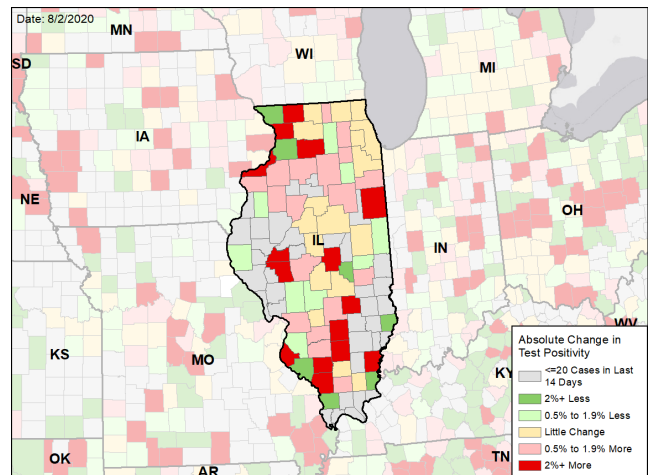 Date: 8/2/2020
MN
WI
MI
SD
IA
NE
IL
IN
OH
WV
KS
MO
KY
OK
AR
TN
Absolute Change in
Test Positivity
<=20 Cases in Last
14 Days
2%+ Less
0.5% to 1.9% Less
Little Change
0.5% to 1.9% More
2%+ More